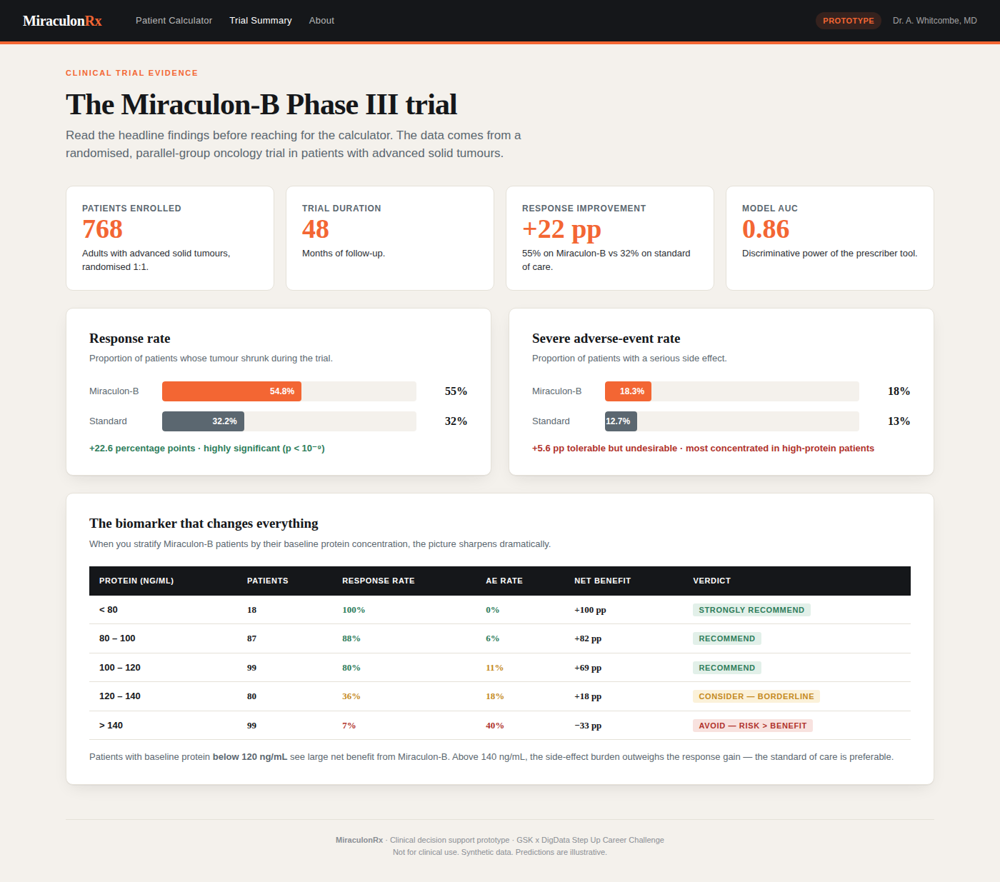 MiraculonRx
Patient Calculator
Trial Summary
About
PROTOTYPE
Dr. A. Whitcombe, MD
CLINICAL TRIAL EVIDENCE
The Miraculon-B Phase III trial
Read the headline findings before reaching for the calculator. The data comes from a
randomised, parallel-group oncology trial in patients with advanced solid tumours.
PATIENTS ENROLLED
768
Adults with advanced solid tumours,
randomised 1:1.
TRIAL DURATION
48
Months of follow-up.
RESPONSE IMPROVEMENT
+22 pp
55% on Miraculon-B vs 32% on standard
of care.
MODEL AUC
0.86
Discriminative power of the prescriber tool.
Response rate
Proportion of patients whose tumour shrunk during the trial.
Miraculon-B 54.8% 55%
Standard 32.2% 32%
+22.6 percentage points · highly significant (p < 10⁻⁹)
Severe adverse-event rate
Proportion of patients with a serious side effect.
Miraculon-B 18.3% 18%
Standard 12.7% 13%
+5.6 pp tolerable but undesirable · most concentrated in high-protein patients
The biomarker that changes everything
When you stratify Miraculon-B patients by their baseline protein concentration, the picture sharpens dramatically.
PROTEIN (NG/ML) PATIENTS RESPONSE RATE AE RATE NET BENEFIT VERDICT
< 80 18 100% 0% +100 pp STRONGLY RECOMMEND
80 – 100 87 88% 6% +82 pp RECOMMEND
100 – 120 99 80% 11% +69 pp RECOMMEND
120 – 140 80 36% 18% +18 pp CONSIDER — BORDERLINE
> 140 99 7% 40% −33 pp AVOID — RISK > BENEFIT
Patients with baseline protein below 120 ng/mL see large net benefit from Miraculon-B. Above 140 ng/mL, the side-effect burden outweighs the response gain — the standard of care is preferable.
MiraculonRx · Clinical decision support prototype · GSK x DigData Step Up Career Challenge
Not for clinical use. Synthetic data. Predictions are illustrative.